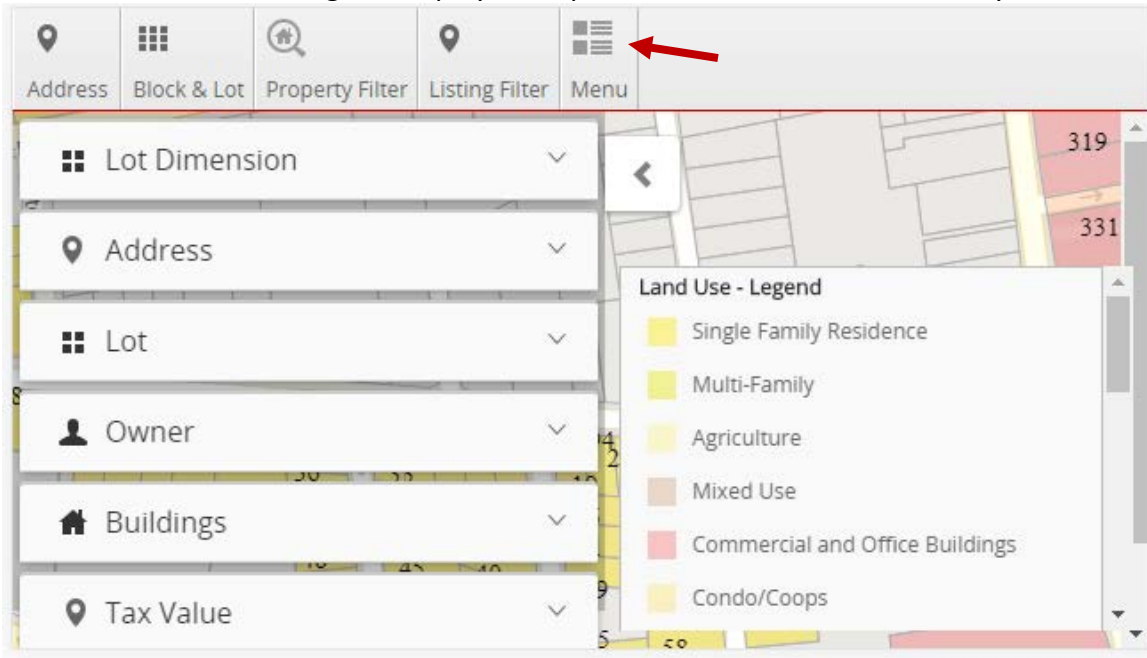 Address Block & Lot Property Filter Listing Filter Menu
Lot Dimension
319
Address
331
Land Use - Legend
Single Family Residence
Lot
Multi-Family
Owner
Agriculture
Mixed Use
Buildings
Commercial and Office Buildings
Condo/Coops
Tax Value
58